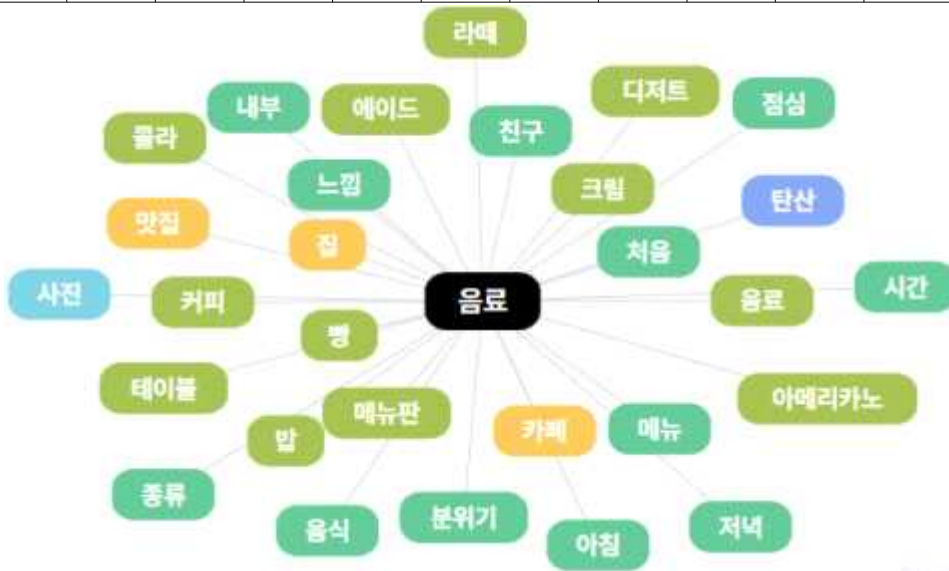 라떼
에이드
디저트
내부
점심
콜라
친구
느낌
크림
맛집
탄산
집
처음
사진
커피
음료
음료
시간
빵
테이블
아메리카노
메뉴판
밥
카페
메뉴
종류
음식
분위기
아침
저녁